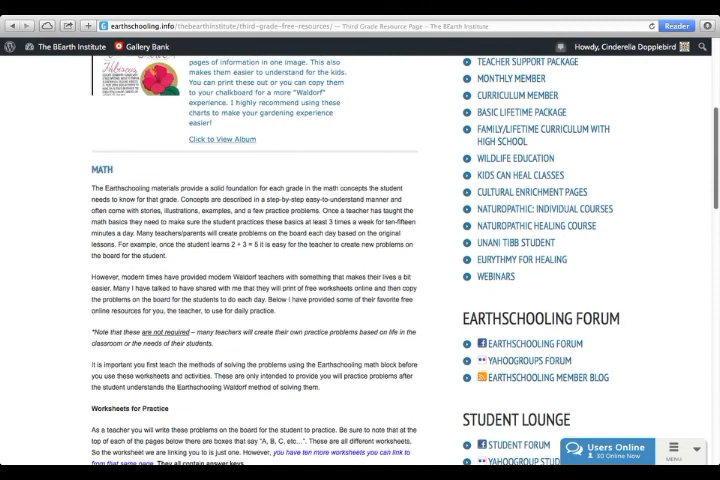 earthschooling.info/thebearthinstitute/third-grade-free-resources/ — Third Grade Resource Page – The BEarth Institute
Reader
The BEarth Institute
Gallery Bank
Howdy, Cinderella Dopplebird
Hibiscus
pages of information in one image. This also
makes them easier to understand for the kids.
You can print these out or you can copy them
to your chalkboard for a more "Waldorf"
experience. I highly recommend using these
charts to make your gardening experience
easier!
Click to View Album
MATH
The Earthschooling materials provide a solid foundation for each grade in the math concepts the student
needs to know for that grade. Concepts are described in a step-by-step easy-to-understand manner and
often come with stories, illustrations, examples, and a few practice problems. Once a teacher has taught the
math basics they need to make sure the student practices these basics at least 3 times a week for ten-fifteen
minutes a day. Many teachers/parents will create problems on the board each day based on the original
lessons. For example, once the student learns 2 + 3 = 5 it is easy for the teacher to create new problems on
the board for the student.
However, modern times have provided modern Waldorf teachers with something that makes their lives a bit
easier. Many I have talked to have shared with me that they will print of free worksheets online and then copy
the problems on the board for the students to do each day. Below I have provided some of their favorite free
online resources for you, the teacher, to use for daily practice.
*Note that these are not required – many teachers will create their own practice problems based on life in the
classroom or the needs of their students.
It is important you first teach the methods of solving the problems using the Earthschooling math block before
you use these worksheets and activities. These are only intended to provide you will practice problems after
the student understands the Earthschooling Waldorf method of solving them.
Worksheets for Practice
As a teacher you will write these problems on the board for the student to practice. Be sure to note that at the
top of each of the pages below there are boxes that say "A, B, C, etc…". These are all different worksheets.
So the worksheet we are linking you to is just one. However, you have ten more worksheets you can link to
from that same page. They all contain answer keys.
TEACHER SUPPORT PACKAGE
MONTHLY MEMBER
CURRICULUM MEMBER
BASIC LIFETIME PACKAGE
FAMILY/LIFETIME CURRICULUM WITH
HIGH SCHOOL
WILDLIFE EDUCATION
KIDS CAN HEAL CLASSES
CULTURAL ENRICHMENT PAGES
NATUROPATHIC: INDIVIDUAL COURSES
NATUROPATHIC HEALING COURSE
UNANI TIBB STUDENT
EURYTHMY FOR HEALING
WEBINARS
EARTHSCHOOLING FORUM
EARTHSCHOOLING FORUM
YAHOOGROUPS FORUM
EARTHSCHOOLING MEMBER BLOG
STUDENT LOUNGE
STUDENT FORUM
YAHOOGROUP STUD
Users Online
30 Online Now
MENU